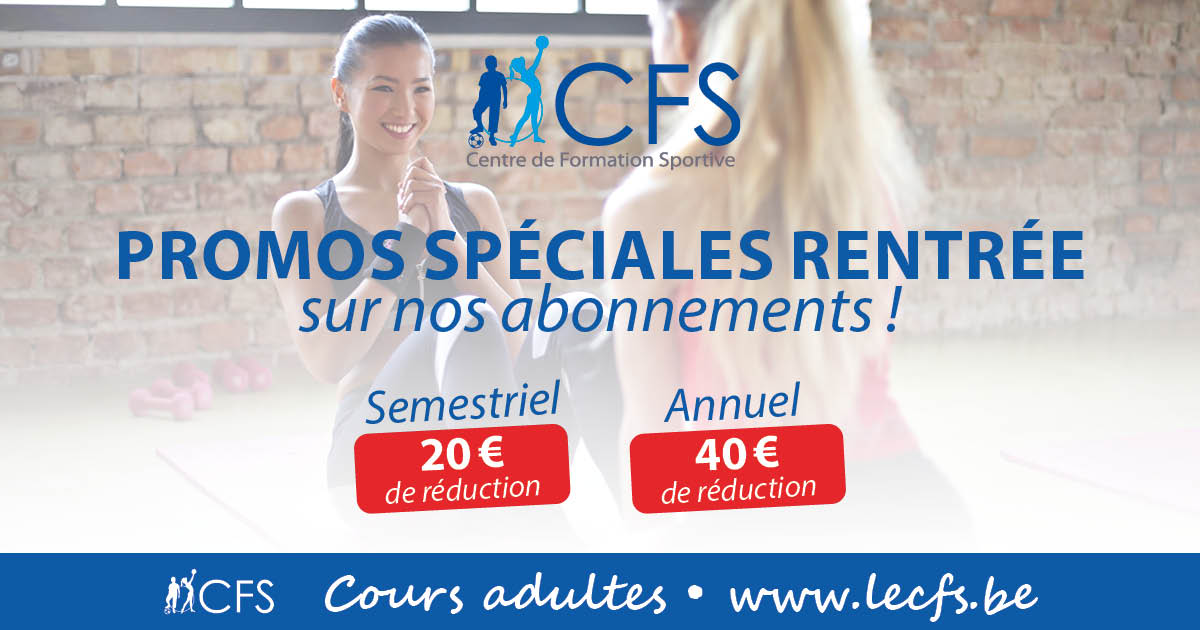 CFS
Centre de Formation Sportive
PROMOS SPÉCIALES RENTRÉE
sur nos abonnements !
Semestriel
20 €
de réduction
Annuel
40 €
de réduction
CFS Cours adultes • www.lecfs.be